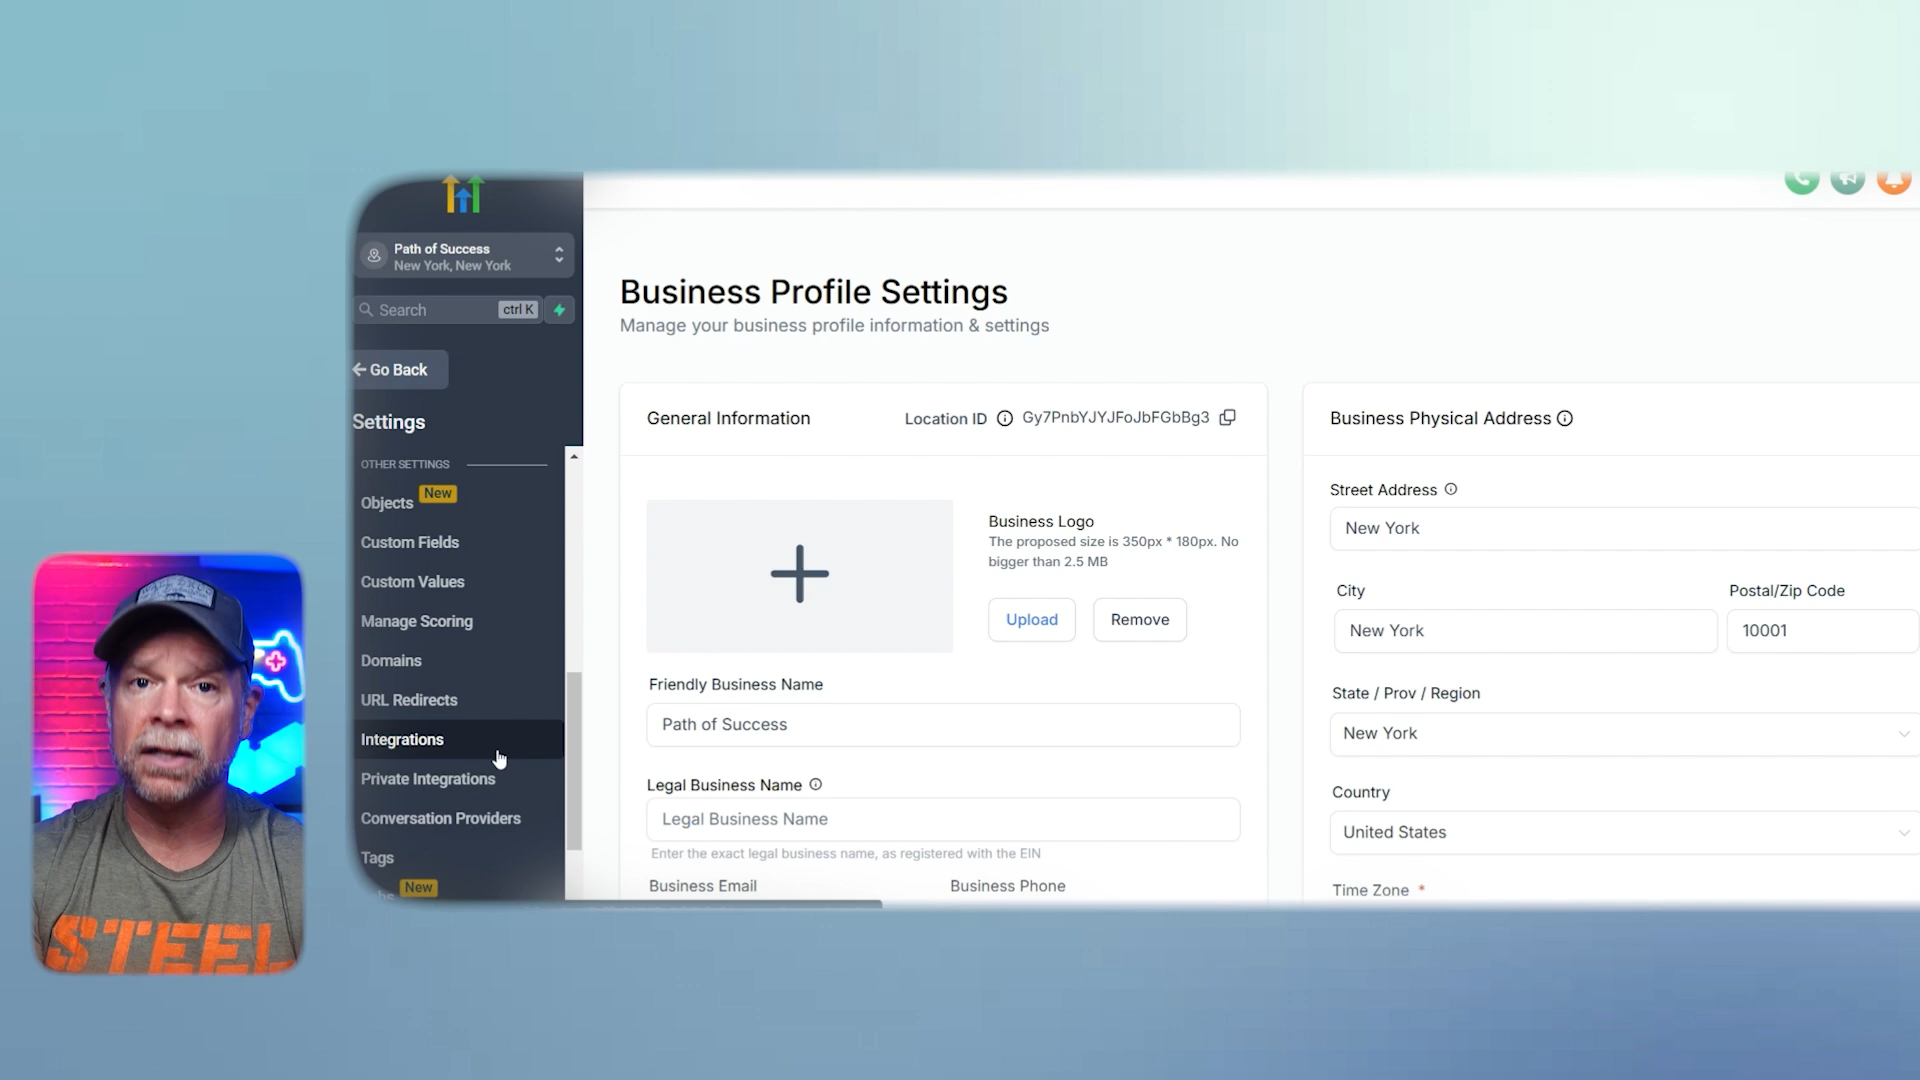 Path of Success
New York, New York
Search
ctrl K
Go Back
Settings
OTHER SETTINGS
Objects
New
Custom Fields
Custom Values
Manage Scoring
Domains
URL Redirects
Integrations
Private Integrations
Conversation Providers
Tags
New
Business Profile Settings
Manage your business profile information & settings
General Information
Location ID
Gy7PnbYJYJFoJbFGbBg3
Business Logo
The proposed size is 350px * 180px. No
bigger than 2.5 MB
Upload
Remove
Friendly Business Name
Path of Success
Legal Business Name
Legal Business Name
Enter the exact legal business name, as registered with the EIN
Business Email
Business Phone
Business Physical Address
Street Address
New York
City
Postal/Zip Code
New York
10001
State / Prov / Region
New York
Country
United States
Time Zone *
STEEL